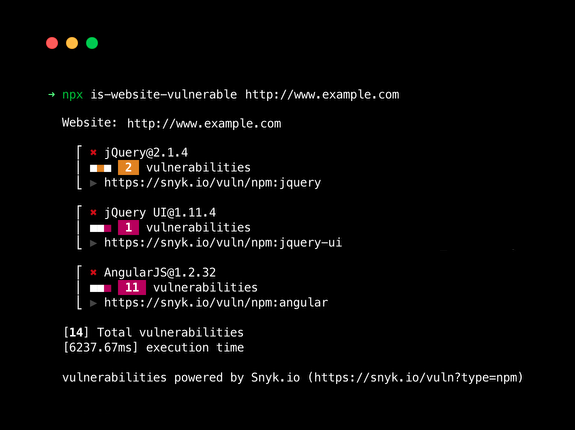 ➜ npx is-website-vulnerable http://www.example.com
Website: http://www.example.com
✖ jQuery@2.1.4
2 vulnerabilities
▶ https://snyk.io/vuln/npm:jquery
✖ jQuery UI@1.11.4
1 vulnerabilities
▶ https://snyk.io/vuln/npm:jquery-ui
✖ AngularJS@1.2.32
11 vulnerabilities
▶ https://snyk.io/vuln/npm:angular
[14] Total vulnerabilities
[6237.67ms] execution time
vulnerabilities powered by Snyk.io (https://snyk.io/vuln?type=npm)